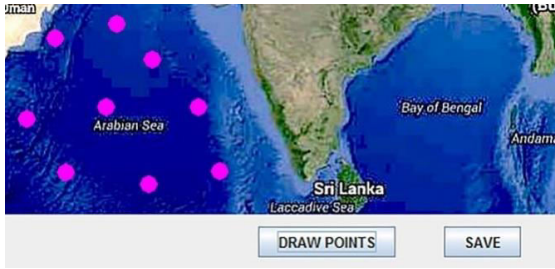 Bay of Bengal
Arabian Sea
Sri Lanka
Laccadive Sea
DRAW POINTS
SAVE